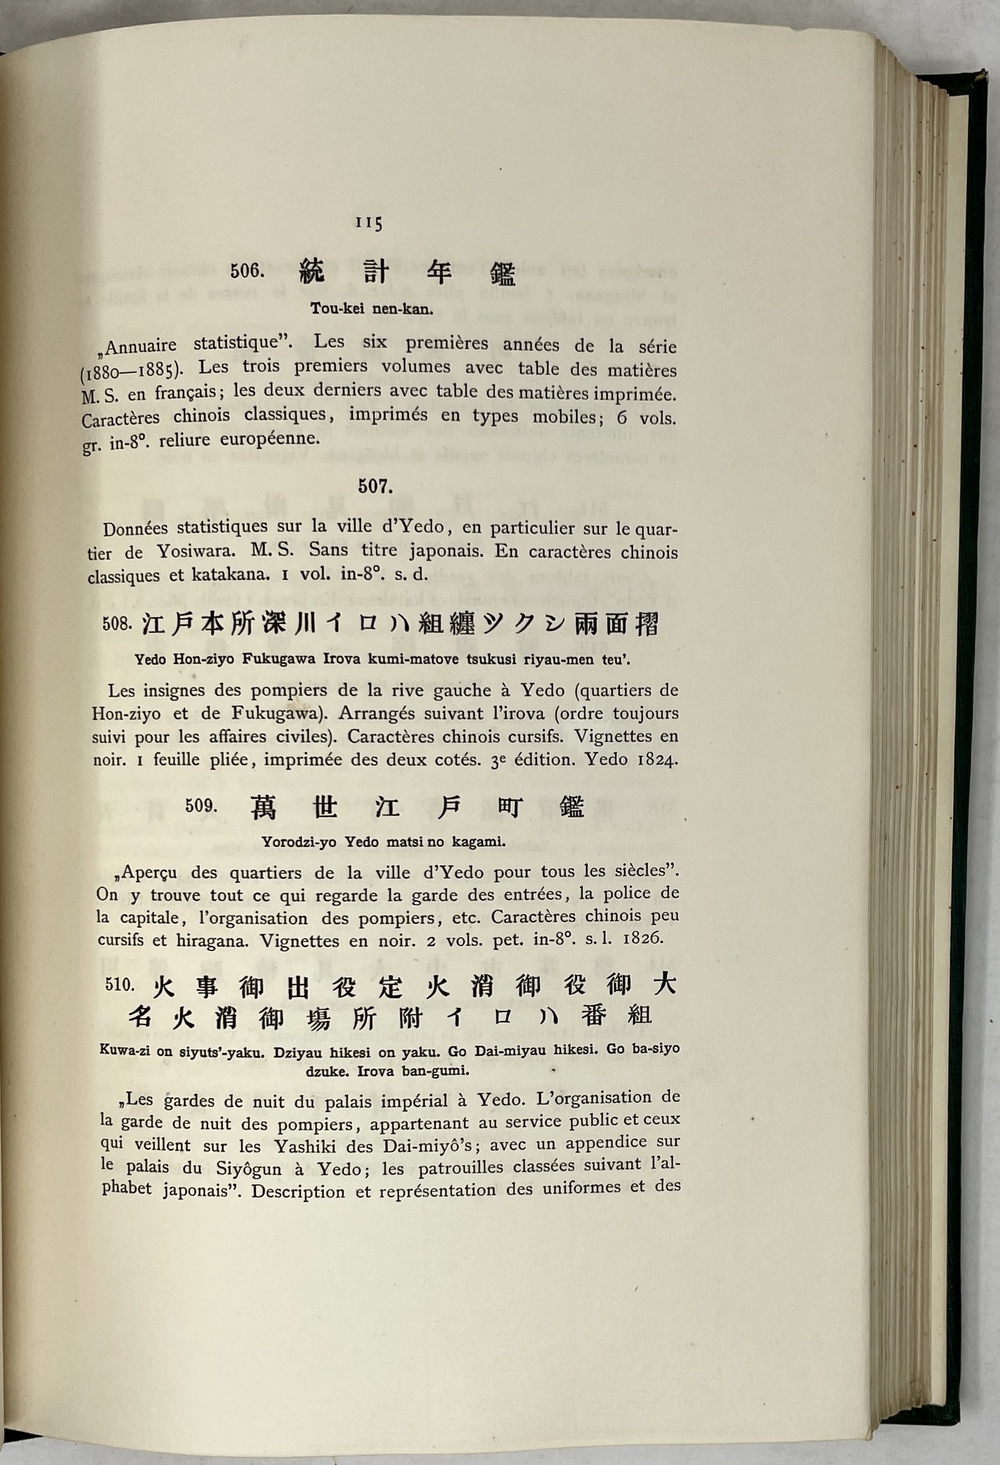 115
506. 統計年鑑
Tou-kei nen-kan.
„Annuaire statistique”. Les six premières années de la série
(1880—1885). Les trois premiers volumes avec table des matières
M. S. en français; les deux derniers avec table des matières imprimée.
Caractères chinois classiques, imprimés en types mobiles; 6 vols.
gr. in-8°. reliure européenne.
507.
Données statistiques sur la ville d’Yedo, en particulier sur le quar-
tier de Yosiwara. M. S. Sans titre japonais. En caractères chinois
classiques et katakana. 1 vol. in-8°. s. d.
508. 江戸本所深川イロハ組纏ツクシ兩面摺
Yedo Hon-ziyo Fukugawa Irova kumi-matove tsukusi riyau-men teu’.
Les insignes des pompiers de la rive gauche à Yedo (quartiers de
Hon-ziyo et de Fukugawa). Arrangés suivant l’irova (ordre toujours
suivi pour les affaires civiles). Caractères chinois cursifs. Vignettes en
noir. 1 feuille pliée, imprimée des deux cotés. 3e édition. Yedo 1824.
509. 萬世江戸町鑑
Yorodzi-yo Yedo matsi no kagami.
„Aperçu des quartiers de la ville d’Yedo pour tous les siècles”.
On y trouve tout ce qui regarde la garde des entrées, la police de
la capitale, l’organisation des pompiers, etc. Caractères chinois peu
cursifs et hiragana. Vignettes en noir. 2 vols. pet. in-8°. s. l. 1826.
510. 火事御出役定火消御役御大
名火消御塲所附イロハ番組
Kuwa-zi on siyuts’-yaku. Dziyau hikesi on yaku. Go Dai-miyau hikesi. Go ba-siyo
dzuke. Irova ban-gumi.
„Les gardes de nuit du palais impérial à Yedo. L’organisation de
la garde de nuit des pompiers, appartenant au service public et ceux
qui veillent sur les Yashiki des Dai-miyô’s; avec un appendice sur
le palais du Siyôgun à Yedo; les patrouilles classées suivant l’al-
phabet japonais”. Description et représentation des uniformes et des